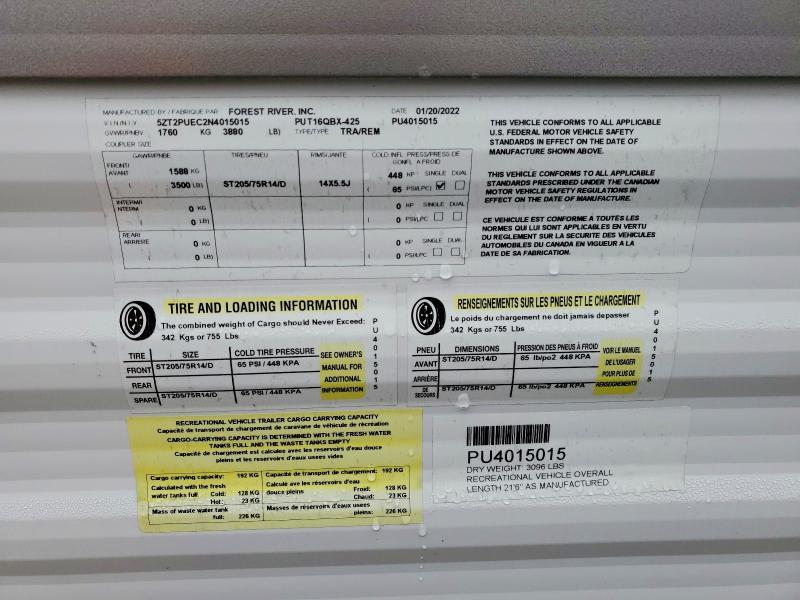 MANUFACTURED BY / FABRIQUE PAR FOREST RIVER, INC. DATE 01/20/2022
V.I.N./N.I.V 5ZT2PUEC2N4015015 PUT16QBX-425 PU4015015
GVWR/PNBV 1760 KG 3880 LB) TYPE/TYPE TRA/REM
COUPLER SIZE
GAWR/PNBE TIRES/PNEU RIMS/JANTE COLD INFL PRESS/PRESS DE GONFL A FROID
FRONT/ AVANT 1588 KG 448 KP SINGLE DUAL
( 3500 LB) ST205/75R14/D 14X5.5J ( 65 PSI/LPC)
INTERM/ INTERM 0 KG 0 KP SINGLE DUAL
( 0 LB) ( 0 PSI/LPC
REAR/ ARRIÈRE 0 KG 0 KP SINGLE DUAL
( 0 LB) ( 0 PSI/LPC
THIS VEHICLE CONFORMS TO ALL APPLICABLE
U.S. FEDERAL MOTOR VEHICLE SAFETY
STANDARDS IN EFFECT ON THE DATE OF
MANUFACTURE SHOWN ABOVE.
THIS VEHICLE CONFORMS TO ALL APPLICABLE
STANDARDS PRESCRIBED UNDER THE CANADIAN
MOTOR VEHICLE SAFETY REGULATIONS IN
EFFECT ON THE DATE OF MANUFACTURE.
CE VEHICULE EST CONFORME A TOUTES LES
NORMES QUI LUI SONT APPLICABLES EN VERTU
DU REGLEMENT SUR LA SECURITE DES VEHICULES
AUTOMOBILES DU CANADA EN VIGUEUR A LA
DATE DE SA FABRICATION.
TIRE AND LOADING INFORMATION
The combined weight of Cargo should Never Exceed:
342 Kgs or 755 Lbs
TIRE SIZE COLD TIRE PRESSURE
FRONT ST205/75R14/D 65 PSI / 448 KPA
REAR
SPARE ST205/75R14/D 65 PSI / 448 KPA
SEE OWNER'S
MANUAL FOR
ADDITIONAL
INFORMATION
PU4015015
RENSEIGNEMENTS SUR LES PNEUS ET LE CHARGEMENT
Le poids du chargement ne doit jamais depasser
342 Kgs or 755 Lbs
PNEU DIMENSIONS PRESSION DES PNEUS À FROID
AVANT ST205/75R14/D 65 lb/po2 448 KPA
ARRIÈRE
DE SECOURS ST205/75R14/D 65 lb/po2 448 KPA
VOIR LE MANUEL
DE L'USAGER
POUR PLUS DE
RENSEIGNEMENTS
PU4015015
RECREATIONAL VEHICLE TRAILER CARGO CARRYING CAPACITY
Capacité de transport de chargement de caravane de véhicule de récréation
CARGO-CARRYING CAPACITY IS DETERMINED WITH THE FRESH WATER
TANKS FULL AND THE WASTE TANKS EMPTY
Capacité de chargement est calculée avec les reservoirs d'eau douce
pleins et les reservoirs d'eaux usees vides
Cargo carrying capacity: 192 KG
Calculated with the fresh
water tanks full: Cold: 128 KG
Hot: 23 KG
Mass of waste water tank
full: 226 KG
Capacité de transport de chargement: 192 KG
Calculé ave les réservoirs d'eau
douce pleins Froid: 128 KG
Chaud: 23 KG
Masses de réservoirs d'eaux usees
pleins: 226 KG
PU4015015
DRY WEIGHT: 3096 LBS
RECREATIONAL VEHICLE OVERALL
LENGTH 21'6" AS MANUFACTURED